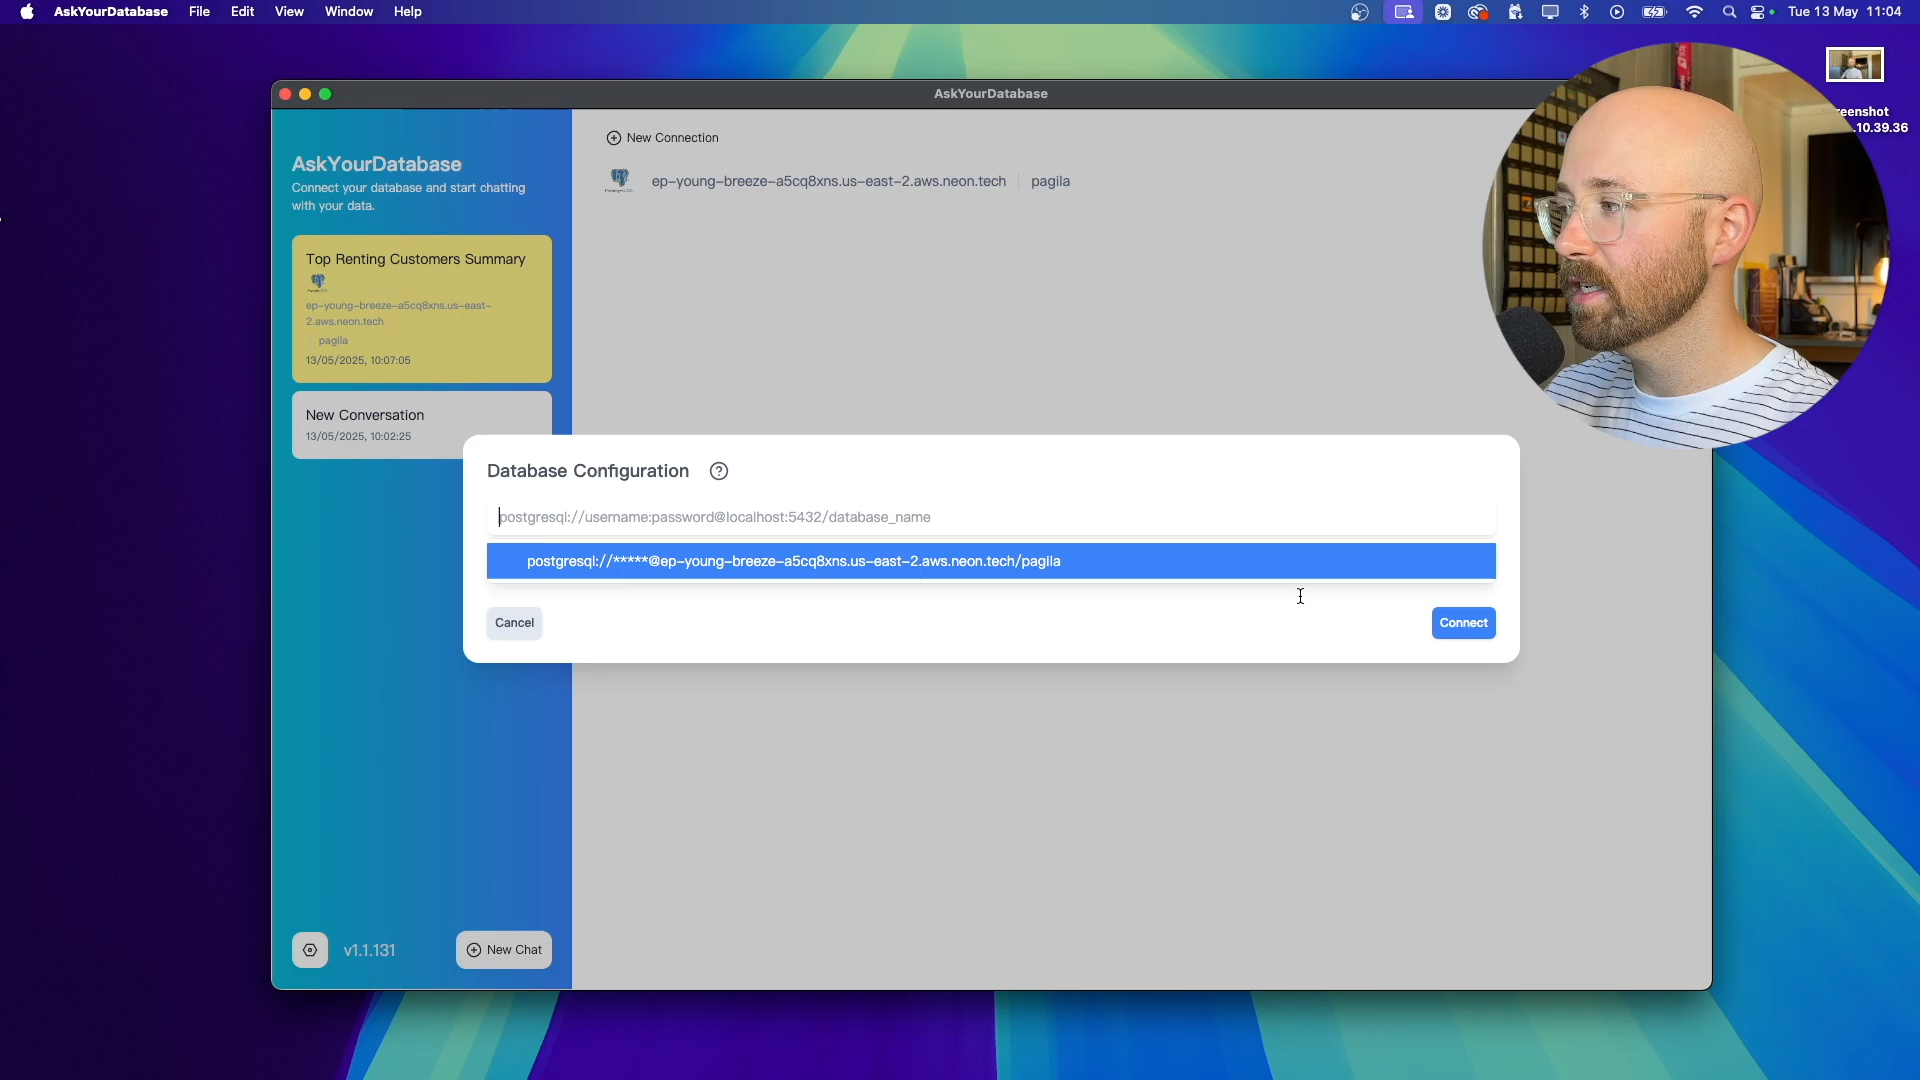 AskYourDatabase File Edit View Window Help
Tue 13 May 11:04
AskYourDatabase
New Connection
ep-young-breeze-a5cq8xns.us-east-2.aws.neon.tech pagila
AskYourDatabase
Connect your database and start chatting
with your data.
Top Renting Customers Summary
ep-young-breeze-a5cq8xns.us-east-
2.aws.neon.tech
pagila
13/05/2025, 10:07:05
New Conversation
13/05/2025, 10:02:25
Database Configuration
postgresql://username:password@localhost:5432/database_name
postgresql://*****@ep-young-breeze-a5cq8xns.us-east-2.aws.neon.tech/pagila
Cancel
Connect
v1.1.131
New Chat
reenshot
.10.39.36